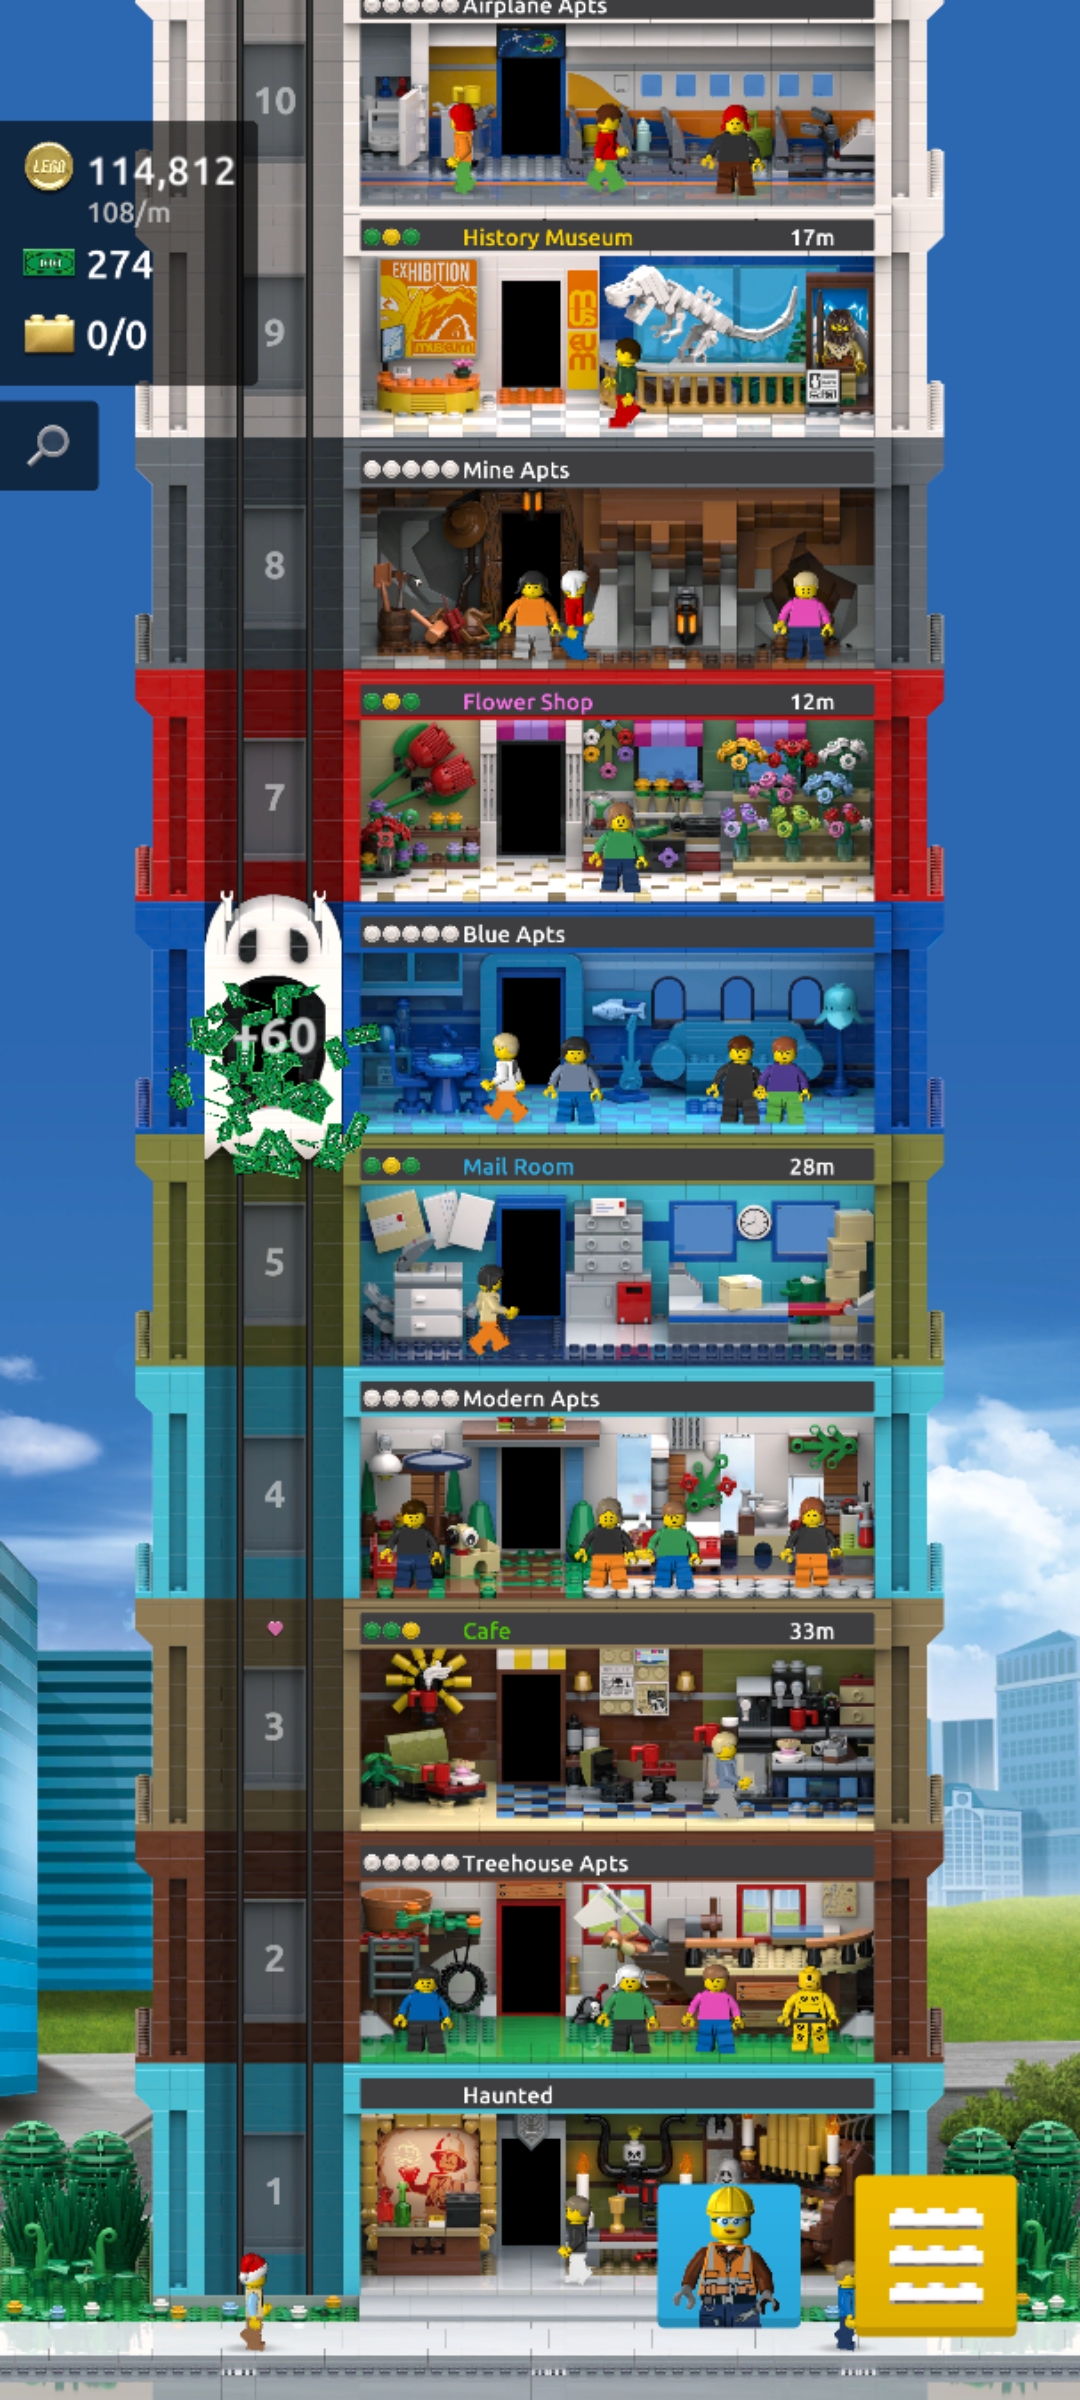 Airplane Apts
10
LEGO 114,812
108/m
274
0/0
History Museum 17m
EXHIBITION
museum
mus
eum
9
Mine Apts
8
Flower Shop 12m
7
Blue Apts
+60
Mail Room 28m
5
Modern Apts
4
Cafe 33m
3
Treehouse Apts
2
Haunted
1